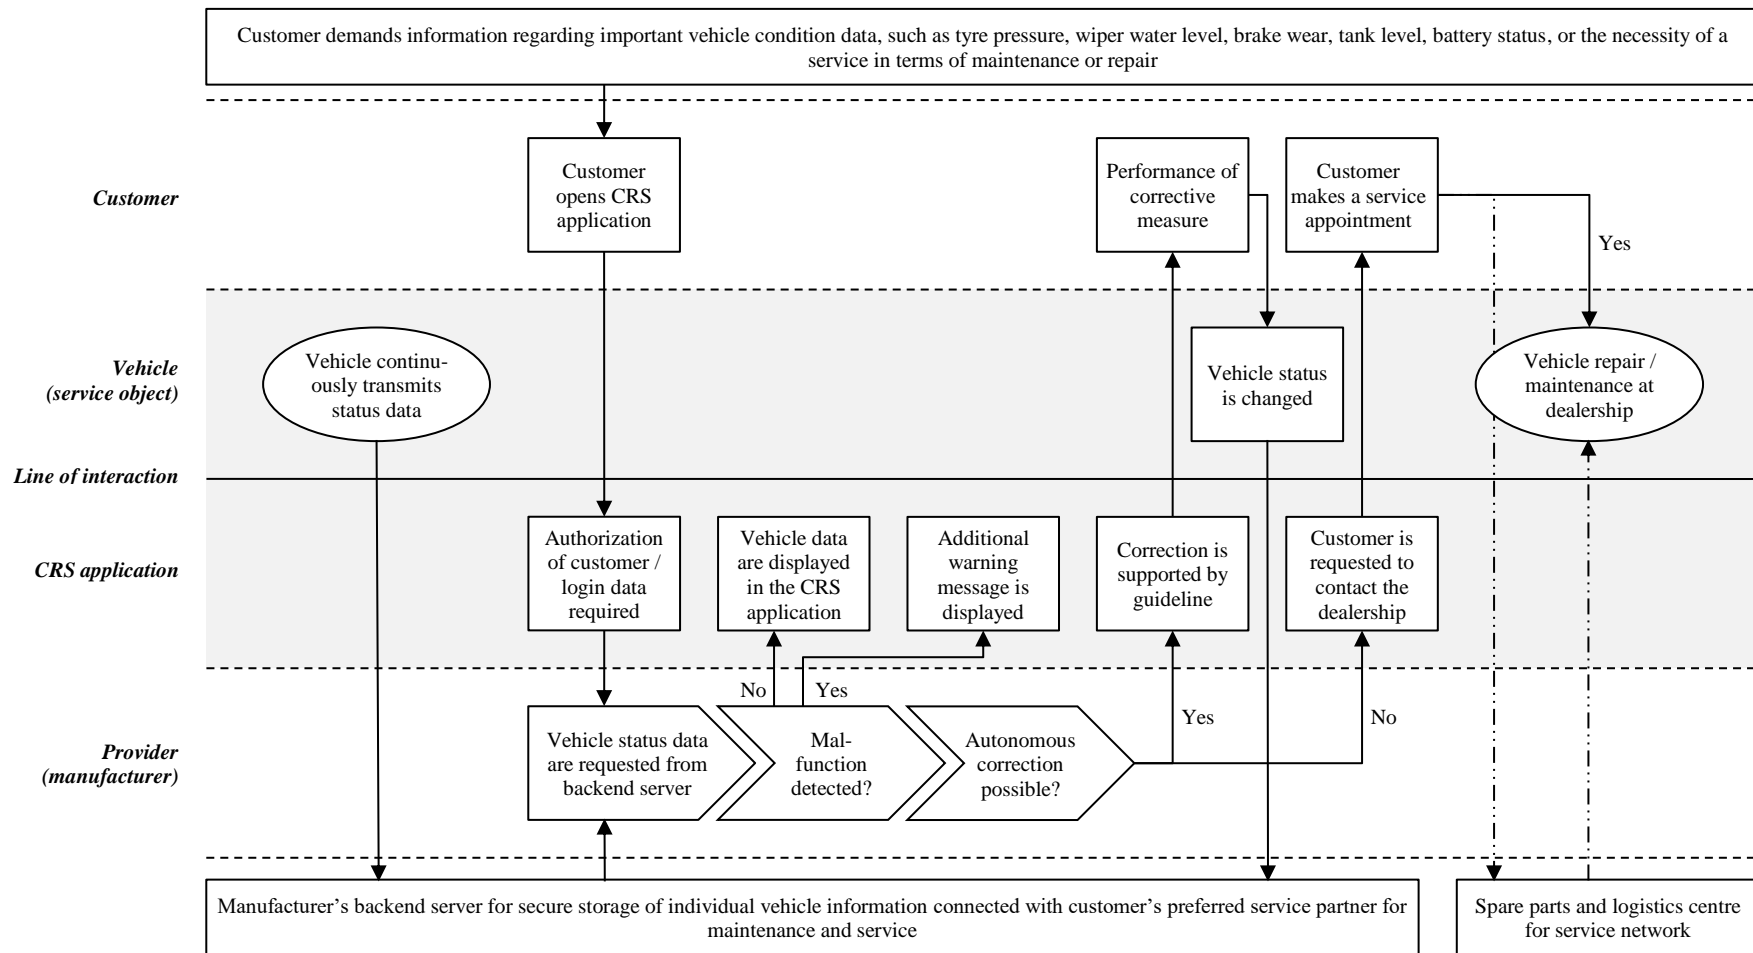 Customer demands information regarding important vehicle condition data, such as tyre pressure, wiper water level, brake wear, tank level, battery status, or the necessity of a
service in terms of maintenance or repair
Customer
Customer
opens CRS
application
Performance of
corrective
measure
Customer
makes a service
appointment
Yes
Vehicle
(service object)
Vehicle continu-
ously transmits
status data
Vehicle status
is changed
Vehicle repair /
maintenance at
dealership
Line of interaction
CRS application
Authorization
of customer /
login data
required
Vehicle data
are displayed
in the CRS
application
Additional
warning
message is
displayed
Correction is
supported by
guideline
Customer is
requested to
contact the
dealership
No
Yes
Yes
No
Provider
(manufacturer)
Vehicle status data
are requested from
backend server
Mal-
function
detected?
Autonomous
correction
possible?
Manufacturer’s backend server for secure storage of individual vehicle information connected with customer’s preferred service partner for
maintenance and service
Spare parts and logistics centre
for service network